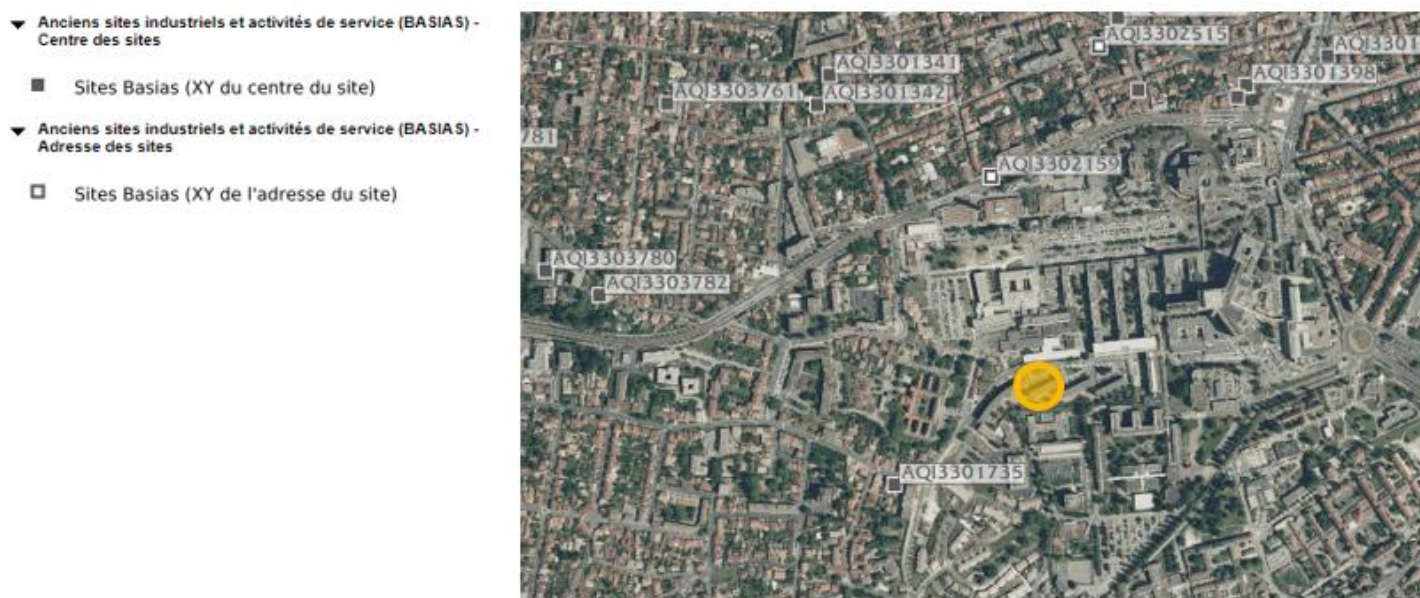 Anciens sites industriels et activités de service (BASIAS) -
Centre des sites
Sites Basias (XY du centre du site)
Anciens sites industriels et activités de service (BASIAS) -
Adresse des sites
Sites Basias (XY de l'adresse du site)
AQI3302515
AQI3301
AQI3301341
AQI3301398
AQI3303761
AQI3301342
781
AQI3302159
AQI3303780
AQI3303782
AQI3301735